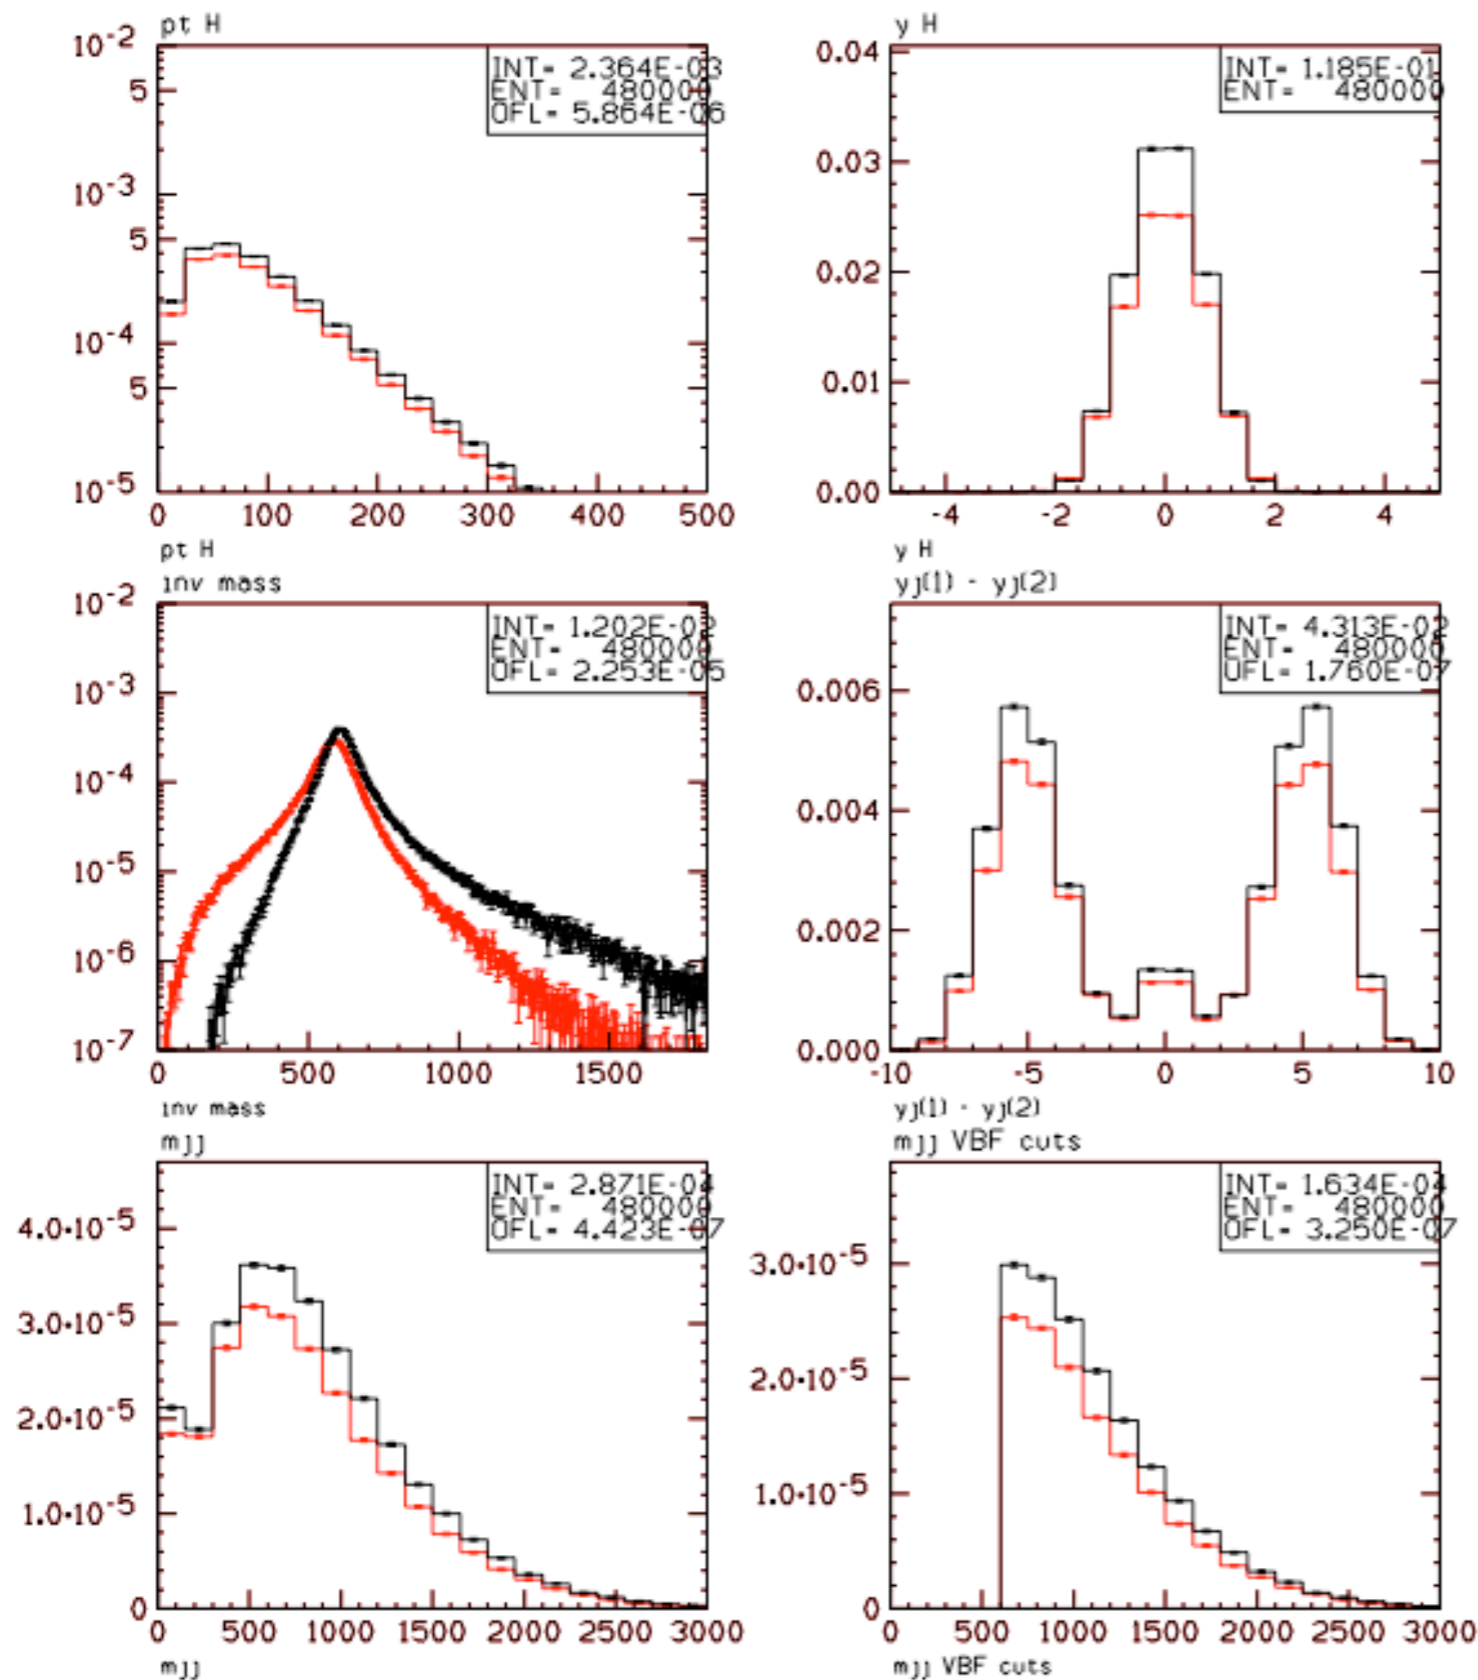 pt H
INT= 2.364E-03
ENT= 480000
OFL= 5.864E-06
10-2
5
10-3
5
10-4
5
10-5
0 100 200 300 400 500
pt H
y H
INT= 1.185E-01
ENT= 480000
0.04
0.03
0.02
0.01
0.00
-4 -2 0 2 4
y H
inv mass
INT= 1.202E-02
ENT= 480000
OFL= 2.253E-05
10-2
10-3
10-4
10-5
10-6
10-7
0 500 1000 1500
inv mass
yj(1) - yj(2)
INT= 4.313E-02
ENT= 480000
OFL= 1.760E-07
0.006
0.004
0.002
0.000
-10 -5 0 5 10
yj(1) - yj(2)
mjj
INT= 2.871E-04
ENT= 480000
OFL= 4.423E-07
4.0·10-5
3.0·10-5
2.0·10-5
1.0·10-5
0
0 500 1000 1500 2000 2500 3000
mjj
mjj VBF cuts
INT= 1.634E-04
ENT= 480000
OFL= 3.250E-07
3.0·10-5
2.0·10-5
1.0·10-5
0
0 500 1000 1500 2000 2500 3000
mjj VBF cuts